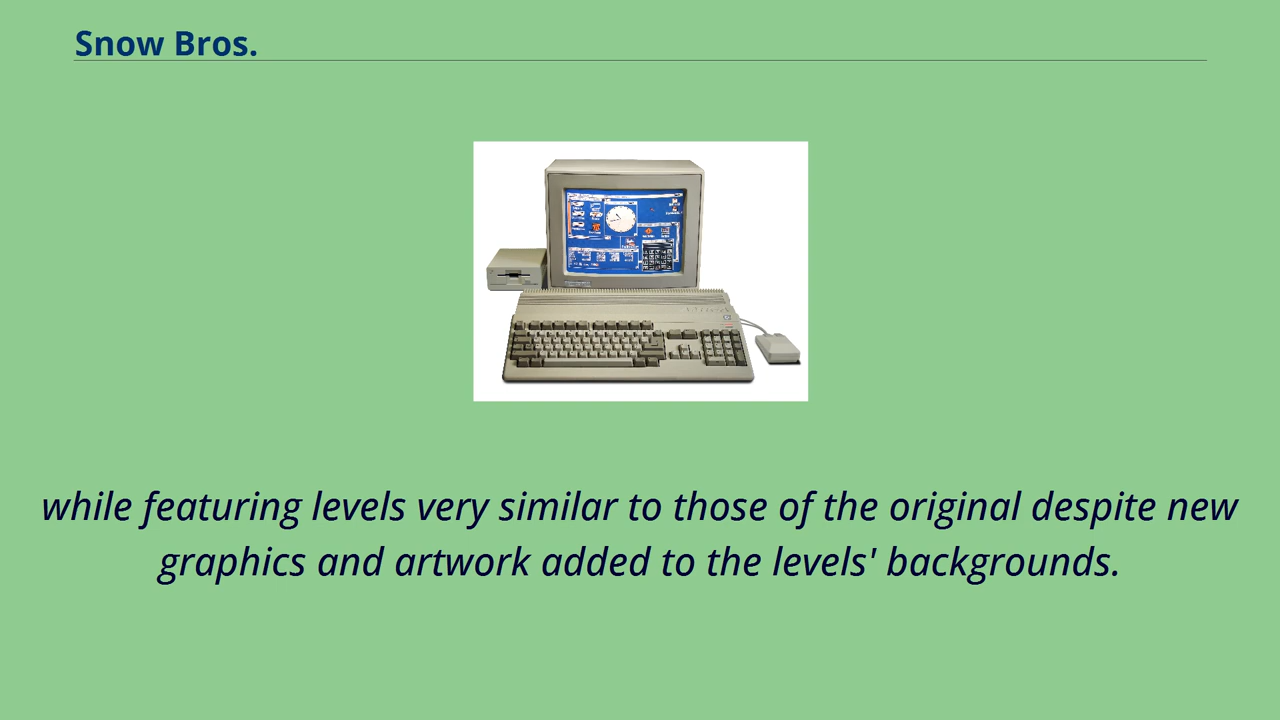 Snow Bros.
while featuring levels very similar to those of the original despite new
graphics and artwork added to the levels' backgrounds.